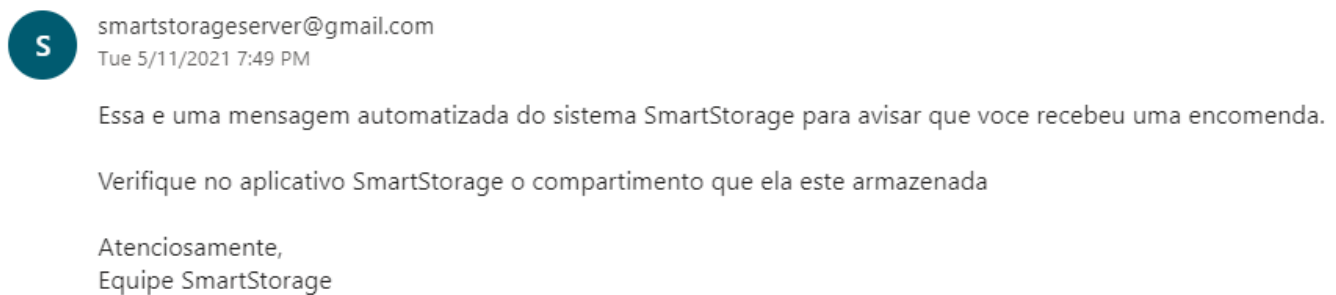 S
smartstorageserver@gmail.com
Tue 5/11/2021 7:49 PM
Essa e uma mensagem automatizada do sistema SmartStorage para avisar que voce recebeu uma encomenda.
Verifique no aplicativo SmartStorage o compartimento que ela este armazenada
Atenciosamente,
Equipe SmartStorage